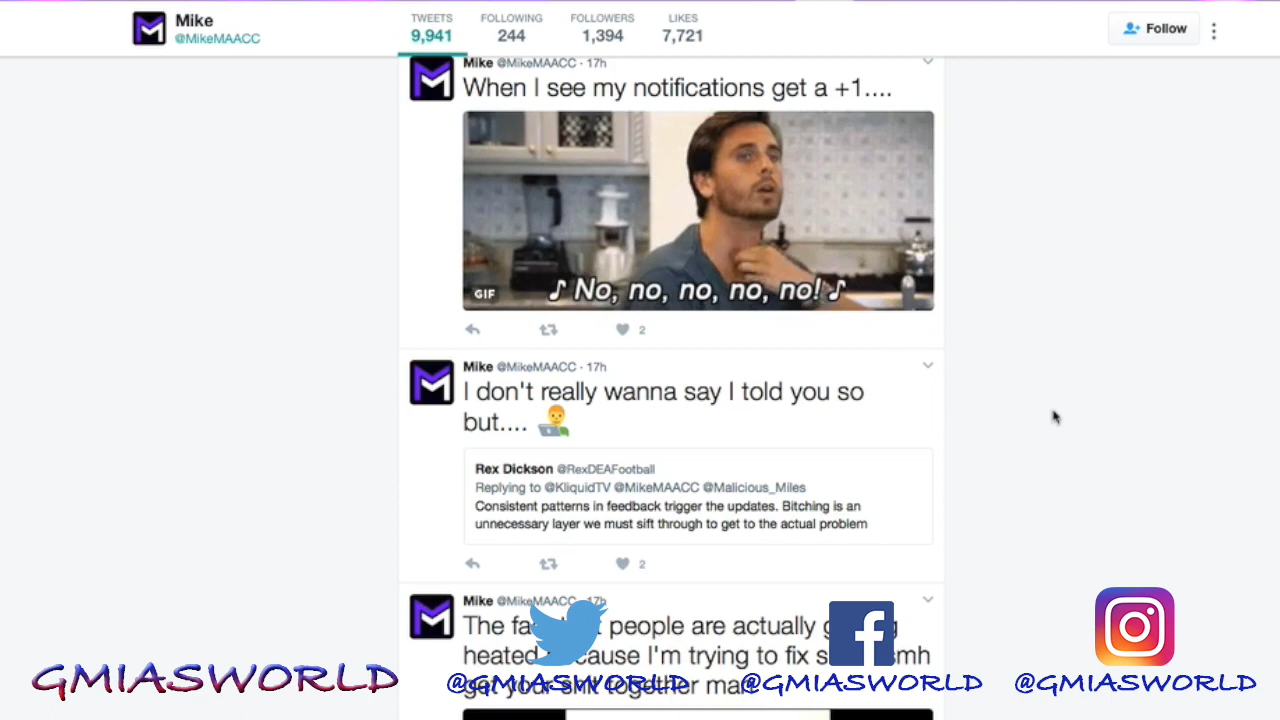 Mike
@MikeMAACC
TWEETS
9,941
FOLLOWING
244
FOLLOWERS
1,394
LIKES
7,721
Follow
Mike @MikeMAACC · 17h
When I see my notifications get a +1....
♪ No, no, no, no, no! ♪
GIF
2
Mike @MikeMAACC · 17h
I don't really wanna say I told you so
but....
Rex Dickson @RexDEAFootball
Replying to @KliquidTV @MikeMAACC @Malicious_Miles
Consistent patterns in feedback trigger the updates. Bitching is an
unnecessary layer we must sift through to get to the actual problem
2
Mike @MikeMAACC · 17h
The people are actually
heated I'm trying to fix smh
get your together man
GMIASWORLD
@GMIASWORLD
@GMIASWORLD
@GMIASWORLD